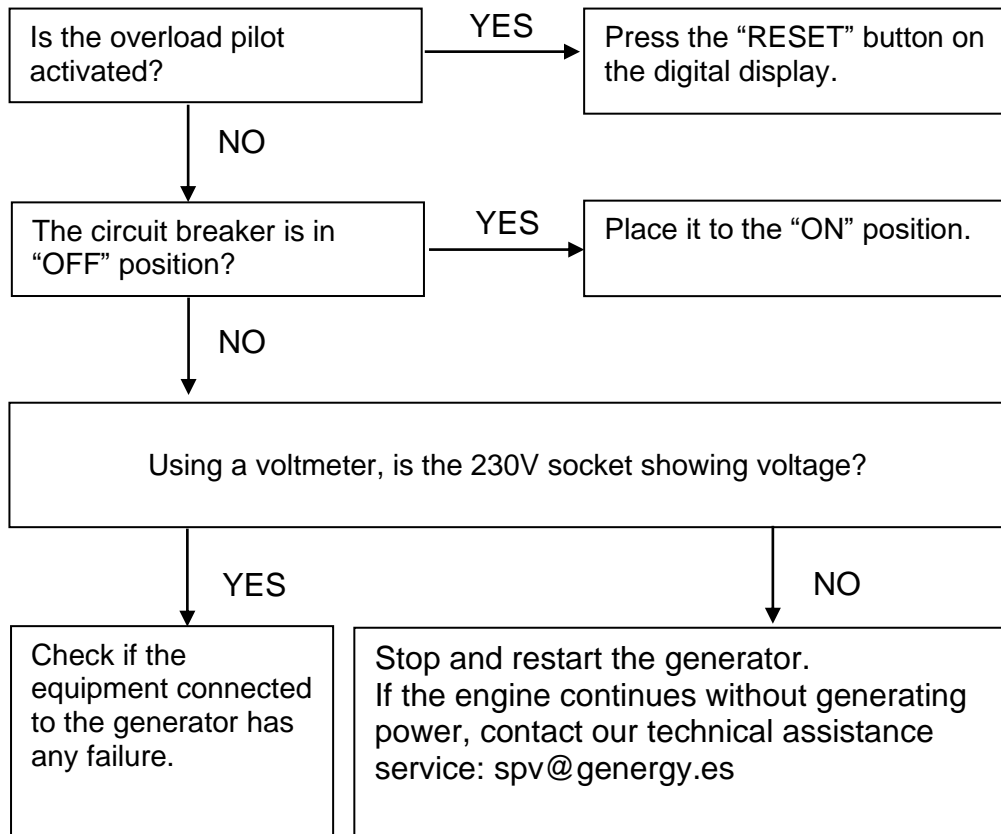 Is the overload pilot
activated?
YES
Press the “RESET” button on
the digital display.
NO
The circuit breaker is in
“OFF” position?
YES
Place it to the “ON” position.
NO
Using a voltmeter, is the 230V socket showing voltage?
YES
NO
Check if the
equipment connected
to the generator has
any failure.
Stop and restart the generator.
If the engine continues without generating
power, contact our technical assistance
service: spv@genergy.es